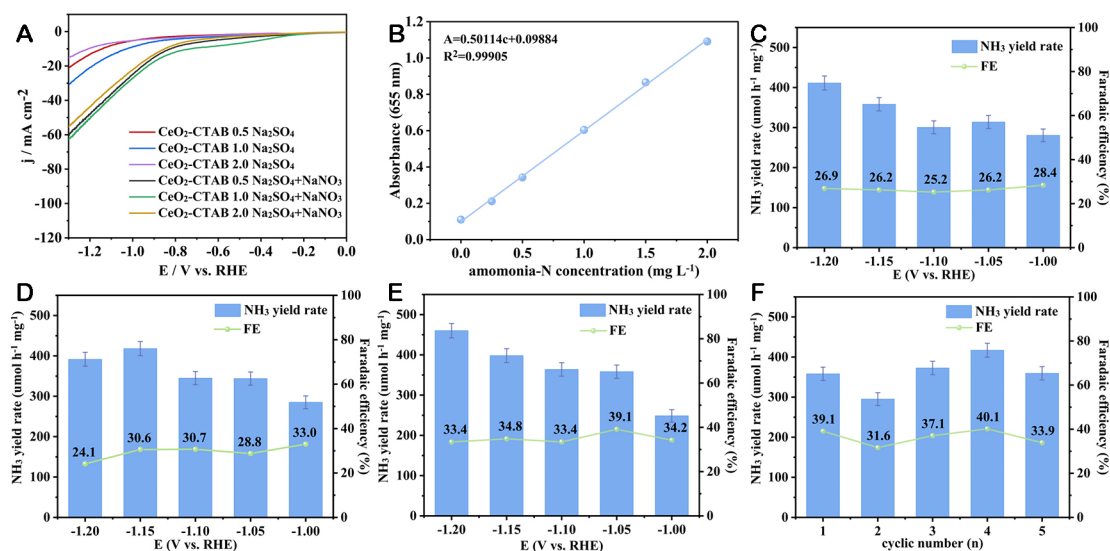 A
j / mA cm-2
0
-20
-40
-60
-80
-100
-120
CeO2-CTAB 0.5 Na2SO4
CeO2-CTAB 1.0 Na2SO4
CeO2-CTAB 2.0 Na2SO4
CeO2-CTAB 0.5 Na2SO4+NaNO3
CeO2-CTAB 1.0 Na2SO4+NaNO3
CeO2-CTAB 2.0 Na2SO4+NaNO3
-1.2 -1.0 -0.8 -0.6 -0.4 -0.2 0.0
E / V vs. RHE
B
A=0.50114c+0.09884
R2=0.99905
Absorbance (655 nm)
1.2
1.0
0.8
0.6
0.4
0.2
0.0
0.0 0.5 1.0 1.5 2.0
amomonia-N concentration (mg L-1)
C
NH3 yield rate
FE
NH3 yield rate (umol h-1 mg-1)
500
400
300
200
100
0
26.9 26.2 25.2 26.2 28.4
100
80
60
40
20
0
Faradaic efficiency (%)
-1.20 -1.15 -1.10 -1.05 -1.00
E (V vs. RHE)
D
NH3 yield rate
FE
NH3 yield rate (umol h-1 mg-1)
500
400
300
200
100
0
24.1 30.6 30.7 28.8 33.0
100
80
60
40
20
0
Faradaic efficiency (%)
-1.20 -1.15 -1.10 -1.05 -1.00
E (V vs. RHE)
E
NH3 yield rate
FE
NH3 yield rate (umol h-1 mg-1)
500
400
300
200
100
0
33.4 34.8 33.4 39.1 34.2
100
80
60
40
20
0
Faradaic efficiency (%)
-1.20 -1.15 -1.10 -1.05 -1.00
E (V vs. RHE)
F
NH3 yield rate
FE
NH3 yield rate (umol h-1 mg-1)
500
400
300
200
100
0
39.1 31.6 37.1 40.1 33.9
100
80
60
40
20
0
Faradaic efficiency (%)
1 2 3 4 5
cyclic number (n)